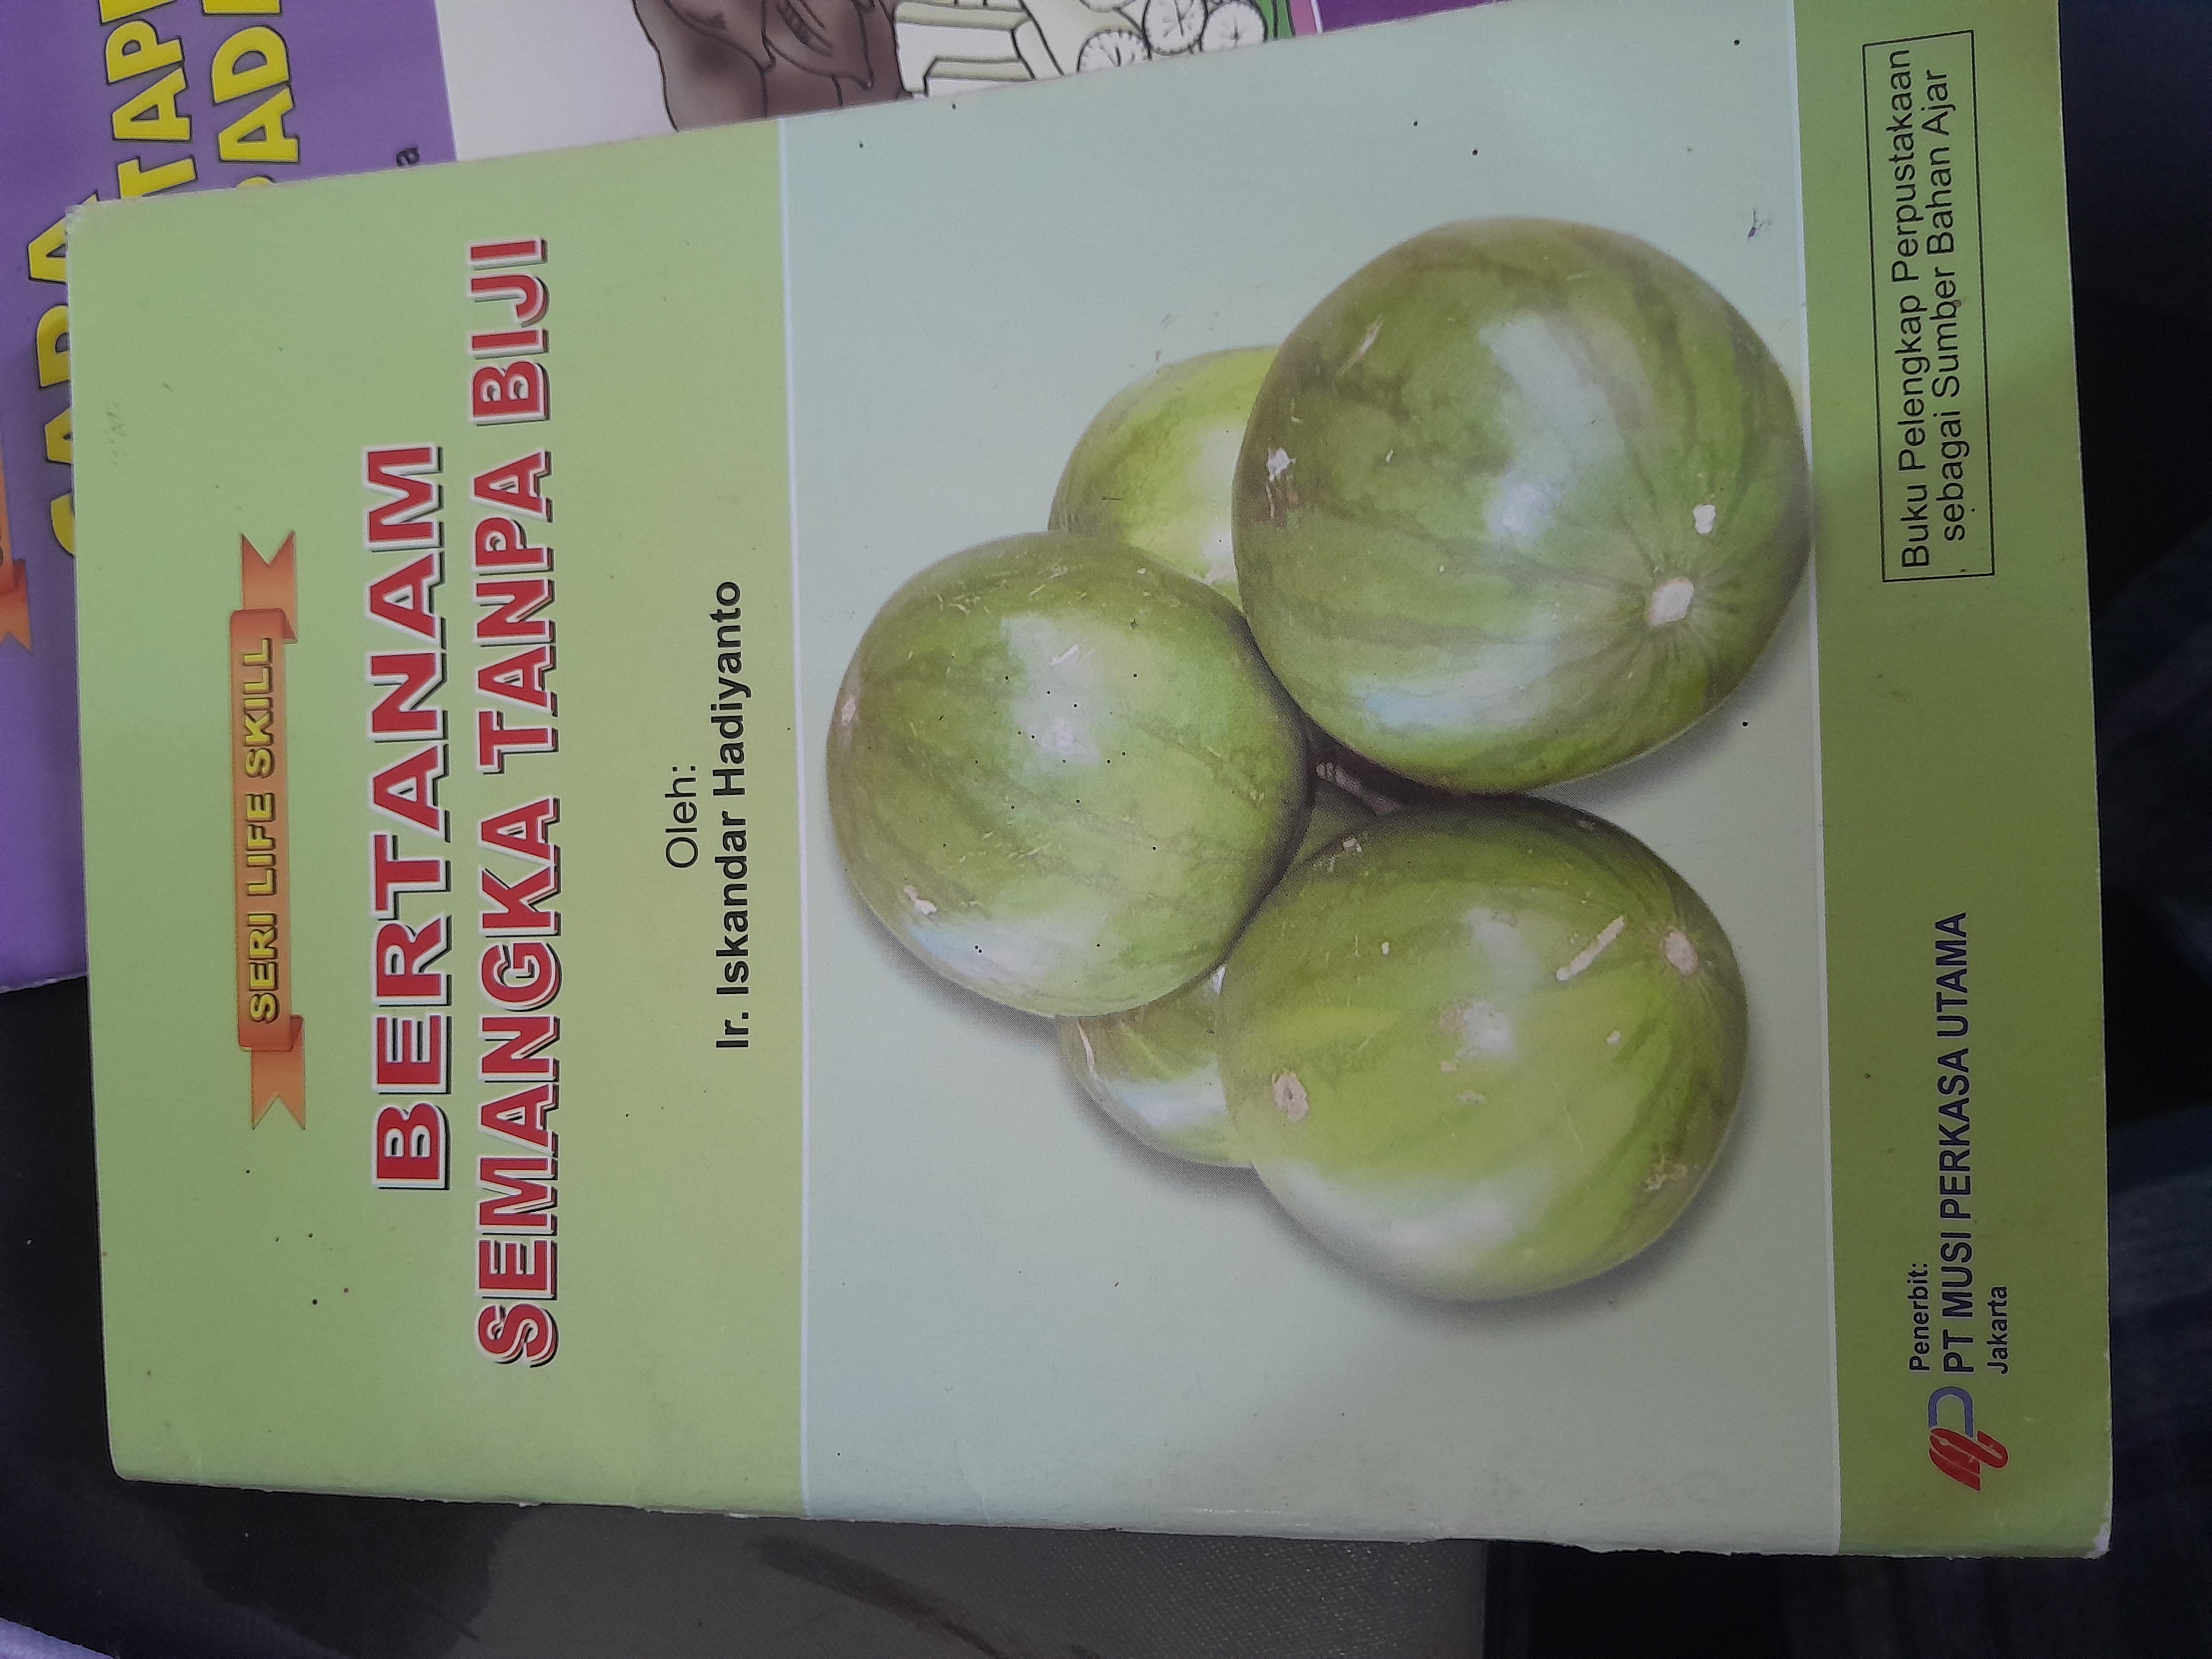 SERI LIFE SKILL
BERTANAM
SEMANGKA TANPA BIJI
Oleh:
Ir. Iskandar Hadiyanto
Penerbit:
PT MUSI PERKASA UTAMA
Jakarta
Buku Pelengkap Perpustakaan
sebagai Sumber Bahan Ajar